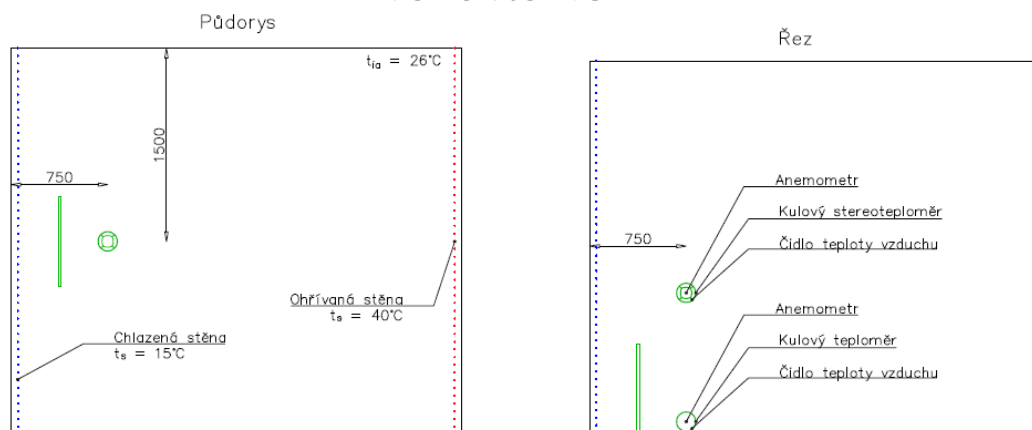 Půdorys
t_ia = 26°C
1500
750
Ohřívaná stěna
t_s = 40°C
Chlazená stěna
t_s = 15°C
Řez
Anemometr
Kulový stereoteploměr
750
Čidlo teploty vzduchu
Anemometr
Kulový teploměr
Čidlo teploty vzduchu